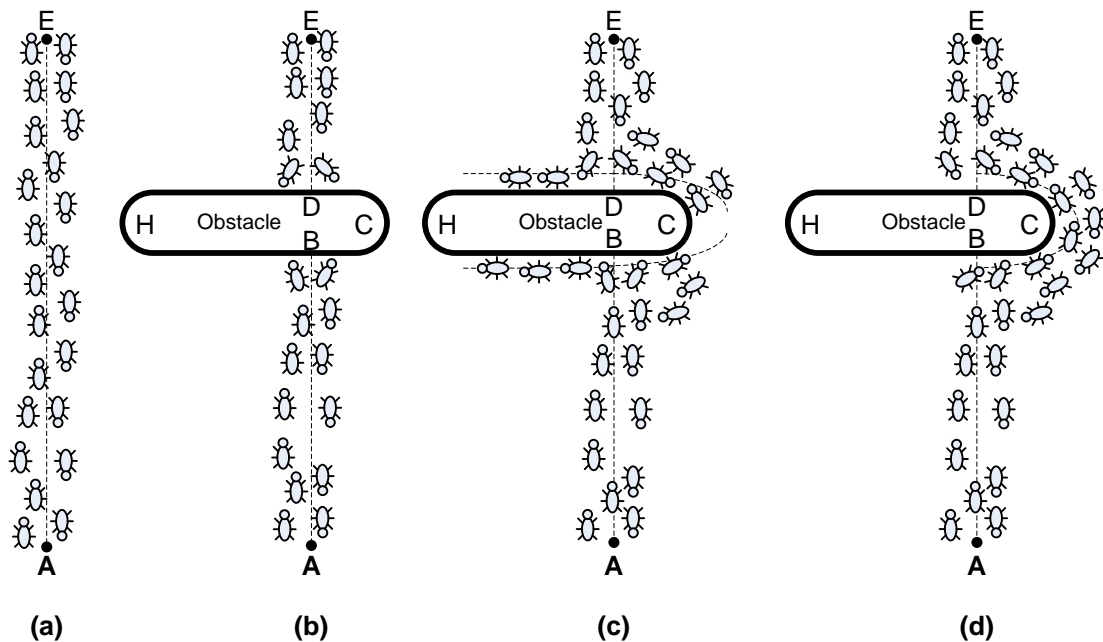 E E E E
H Obstacle D B C
H Obstacle D B C
H Obstacle D B C
A A A A
(a) (b) (c) (d)